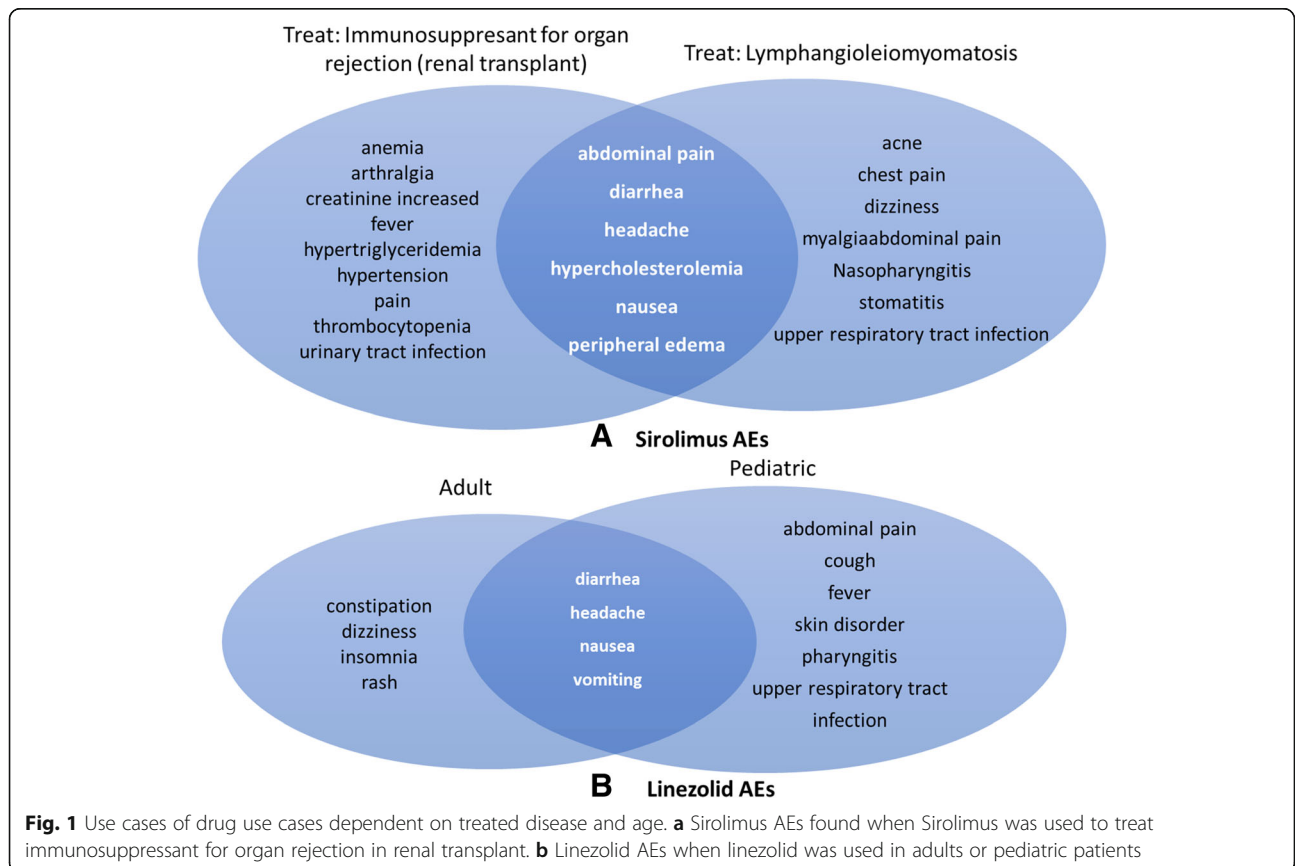 Treat: Immunosuppresant for organ
rejection (renal transplant)
Treat: Lymphangioleiomyomatosis
anemia
arthralgia
creatinine increased
fever
hypertriglyceridemia
hypertension
pain
thrombocytopenia
urinary tract infection
abdominal pain
diarrhea
headache
hypercholesterolemia
nausea
peripheral edema
acne
chest pain
dizziness
myalgiaabdominal pain
Nasopharyngitis
stomatitis
upper respiratory tract infection
A Sirolimus AEs
Adult
Pediatric
constipation
dizziness
insomnia
rash
diarrhea
headache
nausea
vomiting
abdominal pain
cough
fever
skin disorder
pharyngitis
upper respiratory tract
infection
B Linezolid AEs
Fig. 1 Use cases of drug use cases dependent on treated disease and age. a Sirolimus AEs found when Sirolimus was used to treat
immunosuppressant for organ rejection in renal transplant. b Linezolid AEs when linezolid was used in adults or pediatric patients